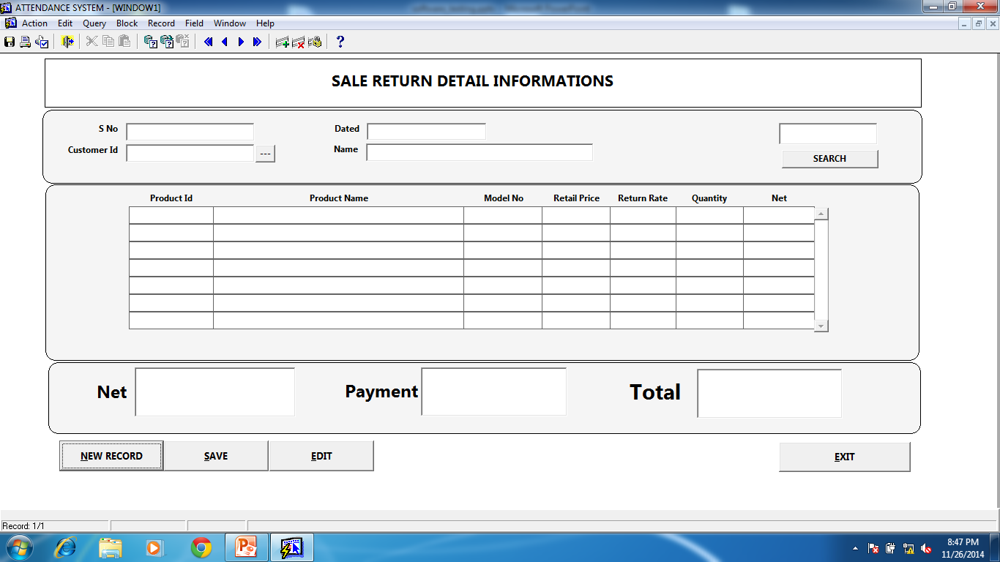 ATTENDANCE SYSTEM - [WINDOW1]
Action Edit Query Block Record Field Window Help
SALE RETURN DETAIL INFORMATIONS
S No Dated
Customer Id --- Name
SEARCH
Product Id Product Name Model No Retail Price Return Rate Quantity Net
Net Payment Total
NEW RECORD SAVE EDIT EXIT
Record: 1/1
8:47 PM
11/26/2014